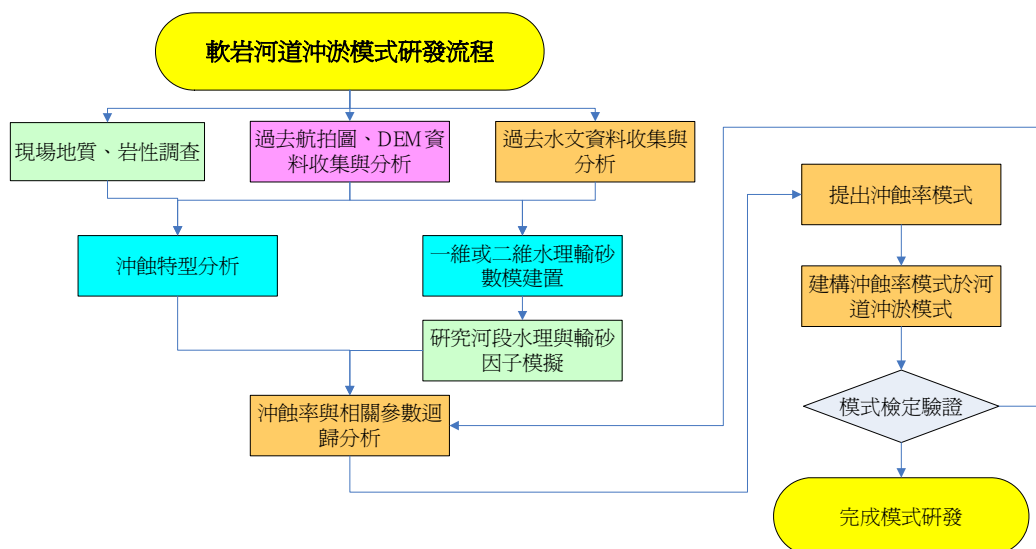 軟岩河道沖淤模式研發流程
現場地質、岩性調查
過去航拍圖、DEM資
料收集與分析
過去水文資料收集與
分析
沖蝕特型分析
一維或二維水理輸砂
數模建置
研究河段水理與輸砂
因子模擬
沖蝕率與相關參數迴
歸分析
提出沖蝕率模式
建構沖蝕率模式於河
道沖淤模式
模式檢定驗證
完成模式研發